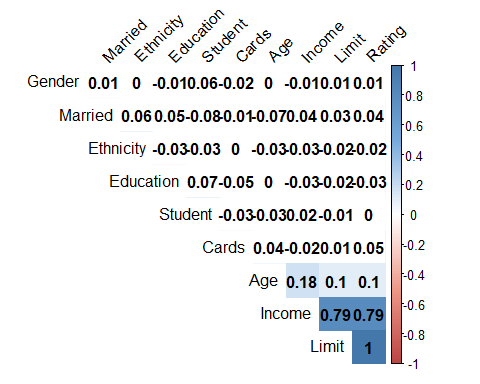 Married Ethnicity Education Student Cards Age Income Limit Rating
Gender 0.01 0 -0.01 0.06 -0.02 0 -0.01 0.01 0.01
Married 0.06 0.05 -0.08 -0.01 -0.07 0.04 0.03 0.04
Ethnicity -0.03 -0.03 0 -0.03 -0.03 -0.02 -0.02
Education 0.07 -0.05 0 -0.03 -0.02 -0.03
Student -0.03 -0.03 0.02 -0.01 0
Cards 0.04 -0.02 0.01 0.05
Age 0.18 0.1 0.1
Income 0.79 0.79
Limit 1
1
0.8
0.6
0.4
0.2
0
-0.2
-0.4
-0.6
-0.8
-1